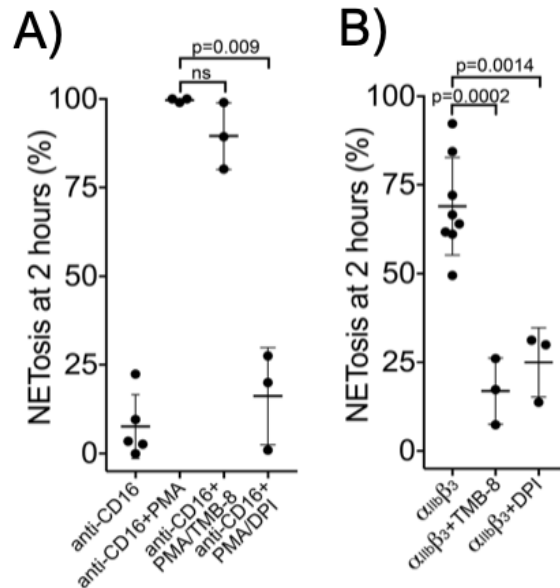 A)
p=0.009
ns
NETosis at 2 hours (%)
100
75
50
25
0
anti-CD16
anti-CD16+PMA
anti-CD16+
PMA/TMB-8
anti-CD16+
PMA/DPI
B)
p=0.0014
p=0.0002
NETosis at 2 hours (%)
100
75
50
25
0
αIIbβ3
αIIbβ3+TMB-8
αIIbβ3+DPI